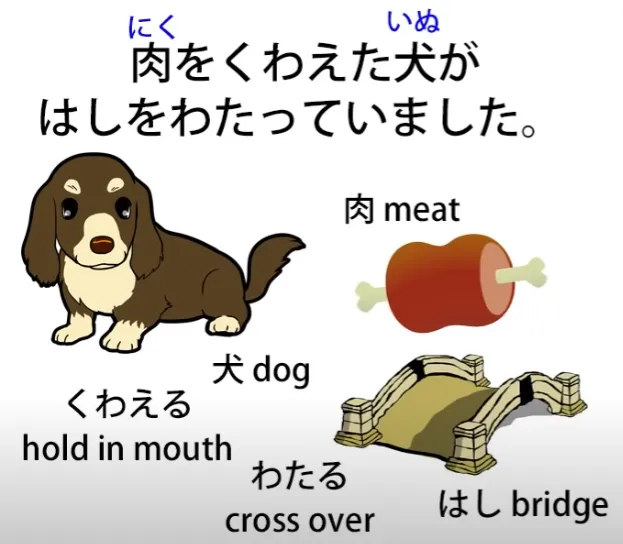 にく いぬ
肉をくわえた犬が
はしをわたっていました。
肉 meat
犬 dog
くわえる
hold in mouth
わたる
cross over
はし bridge